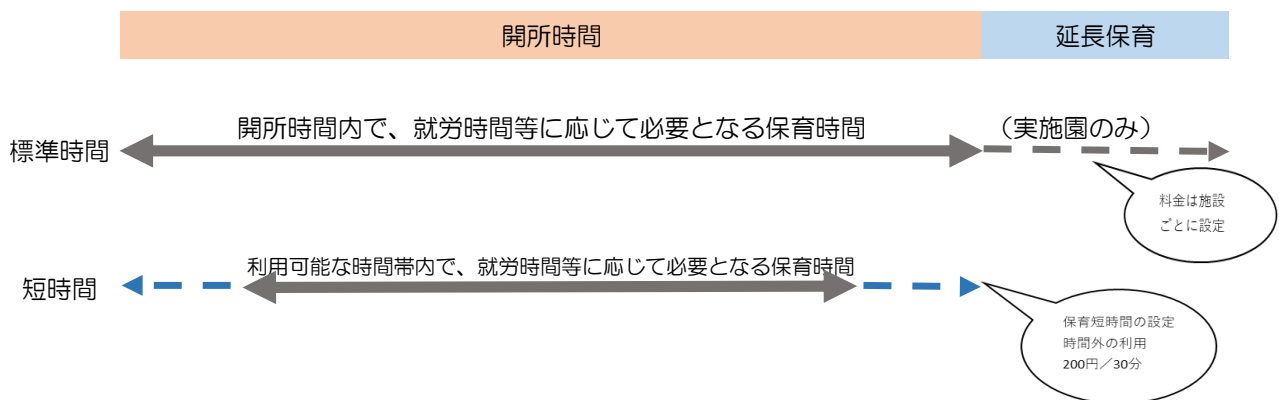 開所時間
延長保育
開所時間内で、就労時間等に応じて必要となる保育時間
（実施園のみ）
標準時間
料金は施設
ごとに設定
利用可能な時間帯内で、就労時間等に応じて必要となる保育時間
短時間
保育短時間の設定
時間外の利用
200円／30分